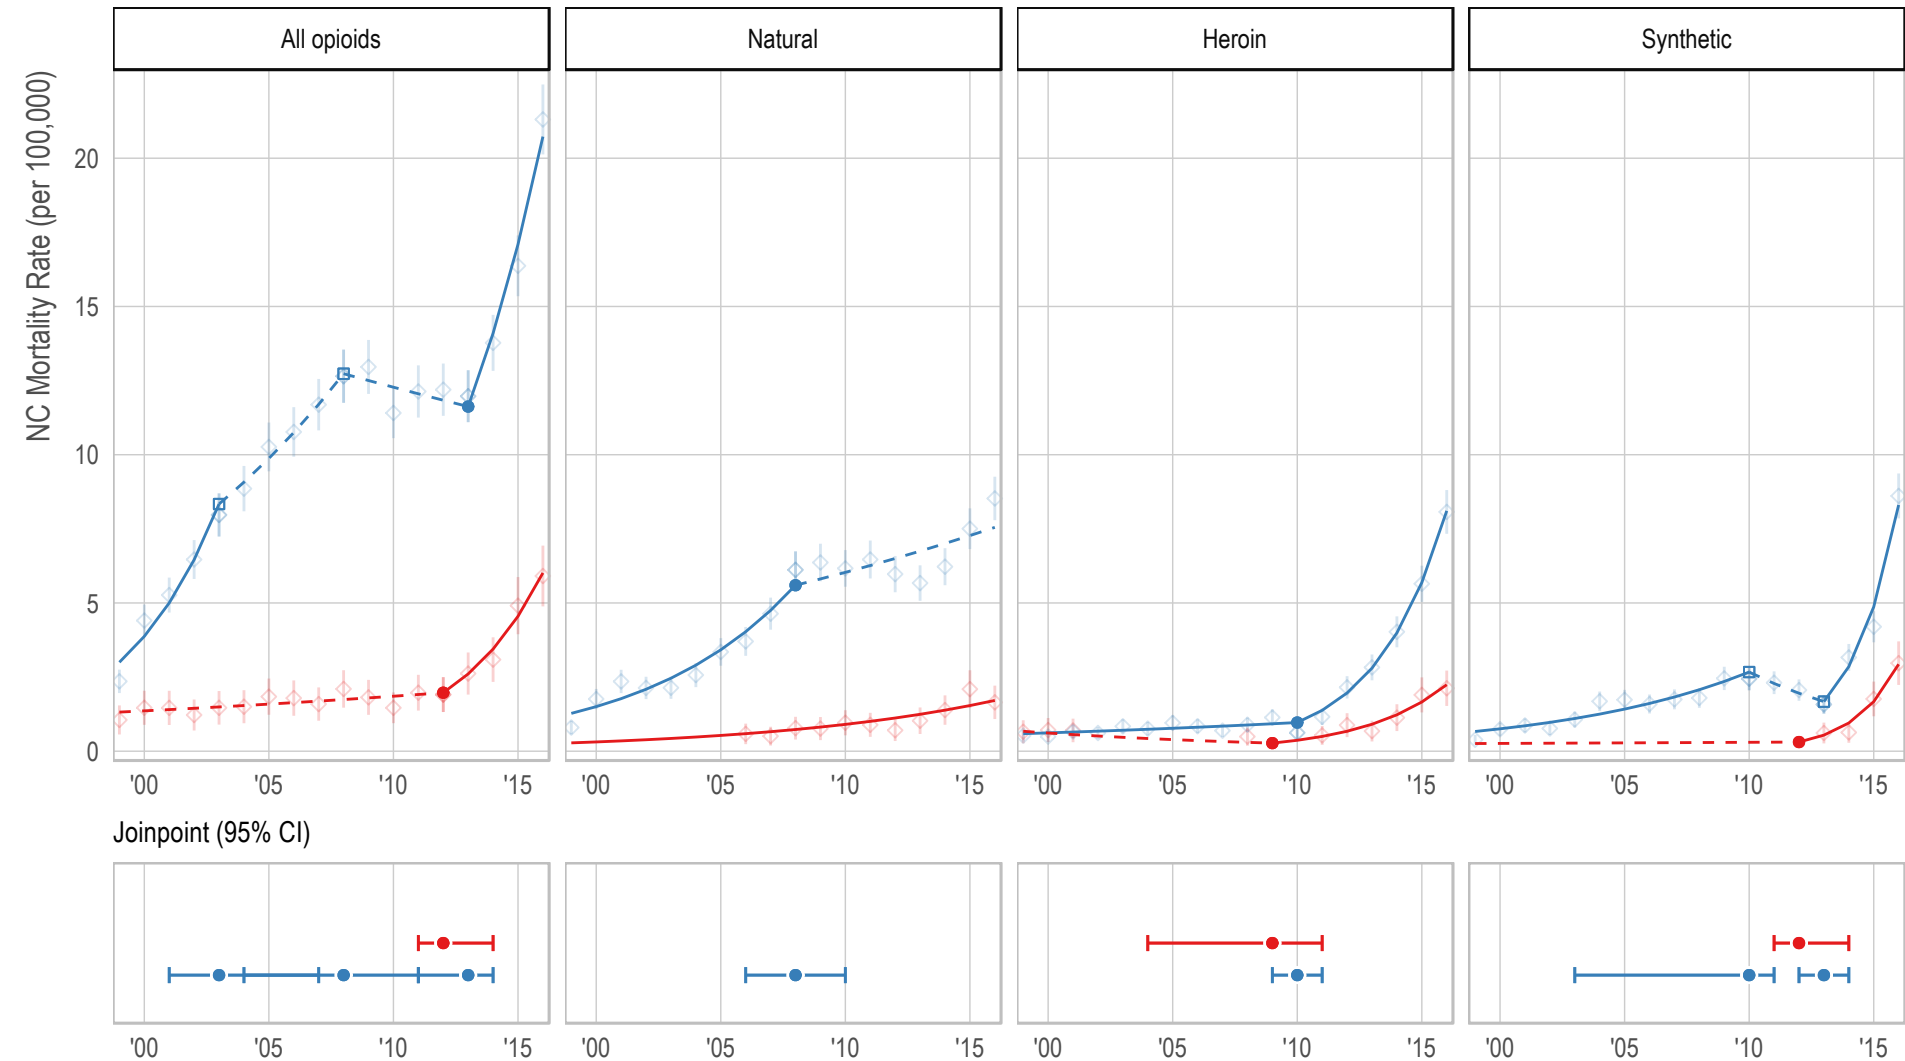 All opioids Natural Heroin Synthetic
NC Mortality Rate (per 100,000)
20
15
10
5
0
'00 '05 '10 '15 '00 '05 '10 '15 '00 '05 '10 '15 '00 '05 '10 '15
Joinpoint (95% CI)
'00 '05 '10 '15 '00 '05 '10 '15 '00 '05 '10 '15 '00 '05 '10 '15